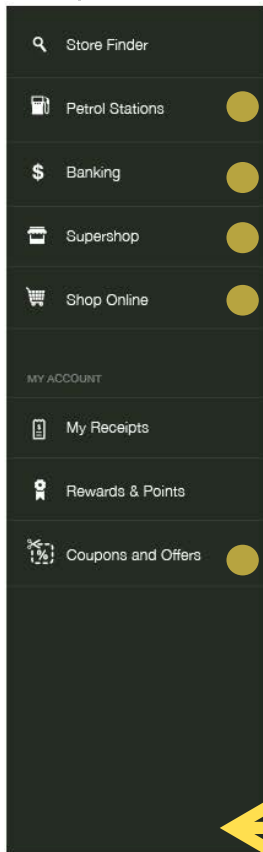 Store Finder
Petrol Stations
$ Banking
Supershop
Shop Online
MY ACCOUNT
My Receipts
Rewards & Points
% Coupons and Offers